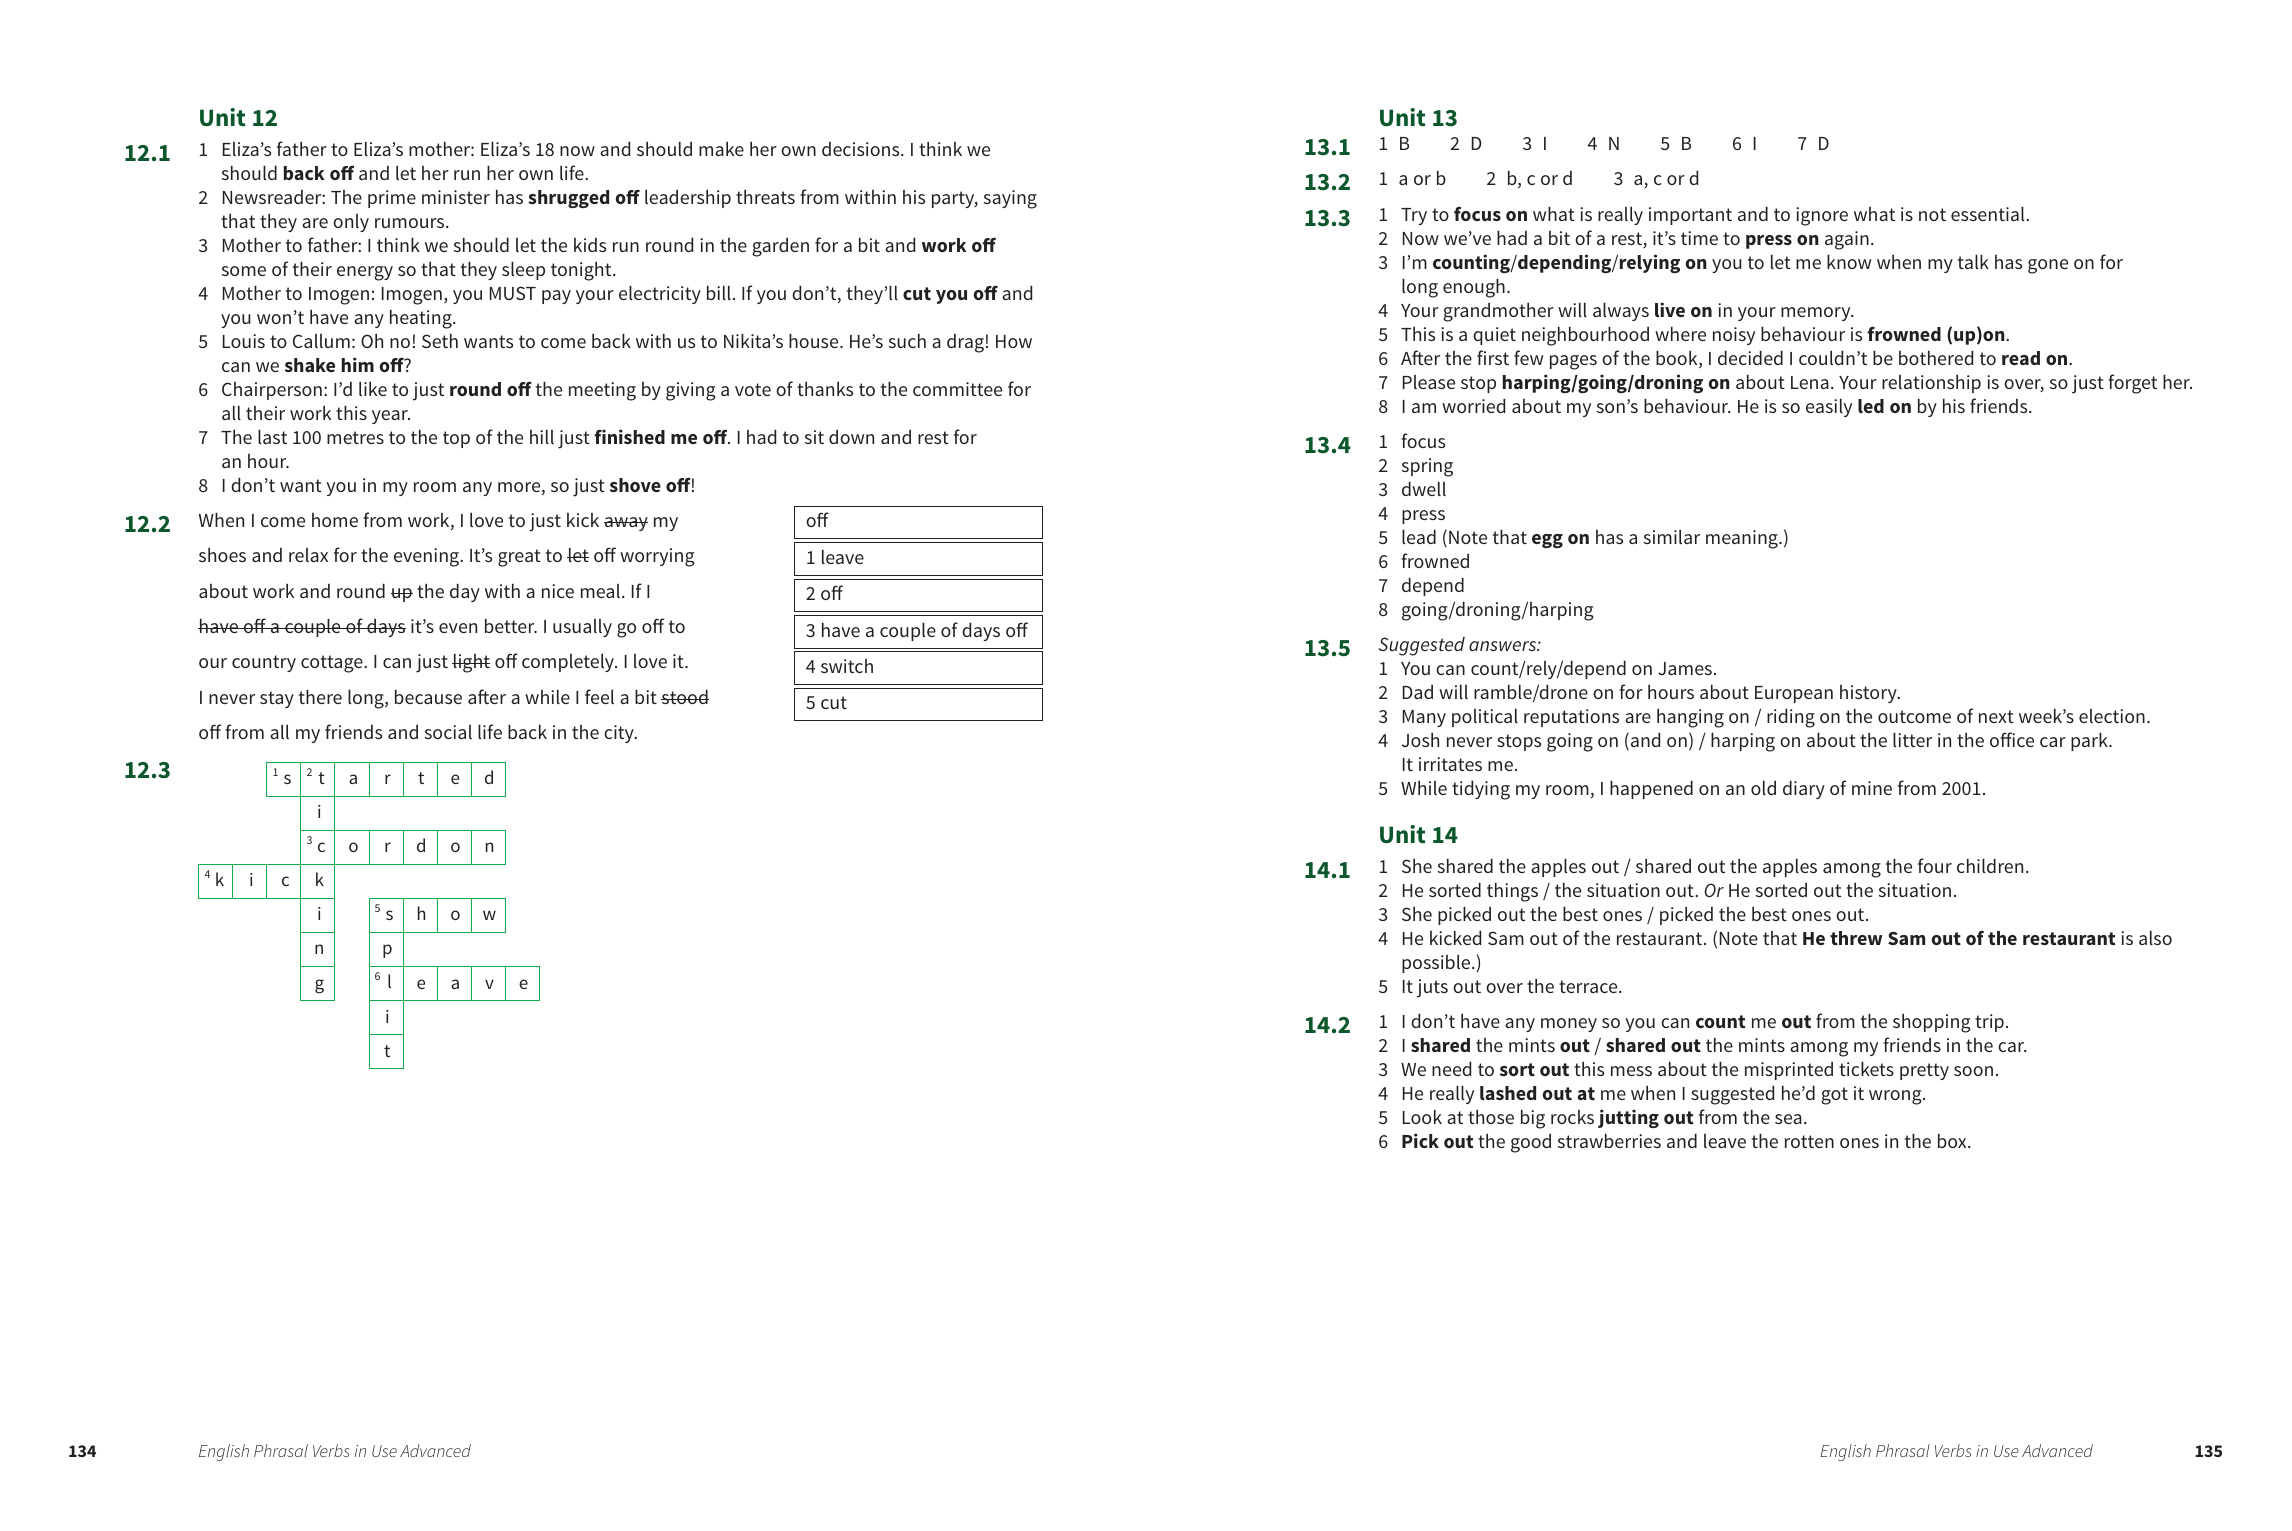 Unit 12
12.1
1 Eliza’s father to Eliza’s mother: Eliza’s 18 now and should make her own decisions. I think we
should back off and let her run her own life.
2 Newsreader: The prime minister has shrugged off leadership threats from within his party, saying
that they are only rumours.
3 Mother to father: I think we should let the kids run round in the garden for a bit and work off
some of their energy so that they sleep tonight.
4 Mother to Imogen: Imogen, you MUST pay your electricity bill. If you don’t, they’ll cut you off and
you won’t have any heating.
5 Louis to Callum: Oh no! Seth wants to come back with us to Nikita’s house. He’s such a drag! How
can we shake him off?
6 Chairperson: I’d like to just round off the meeting by giving a vote of thanks to the committee for
all their work this year.
7 The last 100 metres to the top of the hill just finished me off. I had to sit down and rest for
an hour.
8 I don’t want you in my room any more, so just shove off!
12.2
When I come home from work, I love to just kick away my
shoes and relax for the evening. It’s great to let off worrying
about work and round up the day with a nice meal. If I
have off a couple of days it’s even better. I usually go off to
our country cottage. I can just light off completely. I love it.
I never stay there long, because after a while I feel a bit stood
off from all my friends and social life back in the city.
off
1 leave
2 off
3 have a couple of days off
4 switch
5 cut
12.3
1 s 2 t a r t e d
i
3 c o r d o n
4 k i c k
i 5 s h o w
n p
g 6 l e a v e
i
t
134 English Phrasal Verbs in Use Advanced
Unit 13
13.1 1 B 2 D 3 I 4 N 5 B 6 I 7 D
13.2 1 a or b 2 b, c or d 3 a, c or d
13.3
1 Try to focus on what is really important and to ignore what is not essential.
2 Now we’ve had a bit of a rest, it’s time to press on again.
3 I’m counting/depending/relying on you to let me know when my talk has gone on for
long enough.
4 Your grandmother will always live on in your memory.
5 This is a quiet neighbourhood where noisy behaviour is frowned (up)on.
6 After the first few pages of the book, I decided I couldn’t be bothered to read on.
7 Please stop harping/going/droning on about Lena. Your relationship is over, so just forget her.
8 I am worried about my son’s behaviour. He is so easily led on by his friends.
13.4
1 focus
2 spring
3 dwell
4 press
5 lead (Note that egg on has a similar meaning.)
6 frowned
7 depend
8 going/droning/harping
13.5
Suggested answers:
1 You can count/rely/depend on James.
2 Dad will ramble/drone on for hours about European history.
3 Many political reputations are hanging on / riding on the outcome of next week’s election.
4 Josh never stops going on (and on) / harping on about the litter in the office car park.
It irritates me.
5 While tidying my room, I happened on an old diary of mine from 2001.
Unit 14
14.1
1 She shared the apples out / shared out the apples among the four children.
2 He sorted things / the situation out. Or He sorted out the situation.
3 She picked out the best ones / picked the best ones out.
4 He kicked Sam out of the restaurant. (Note that He threw Sam out of the restaurant is also
possible.)
5 It juts out over the terrace.
14.2
1 I don’t have any money so you can count me out from the shopping trip.
2 I shared the mints out / shared out the mints among my friends in the car.
3 We need to sort out this mess about the misprinted tickets pretty soon.
4 He really lashed out at me when I suggested he’d got it wrong.
5 Look at those big rocks jutting out from the sea.
6 Pick out the good strawberries and leave the rotten ones in the box.
English Phrasal Verbs in Use Advanced 135